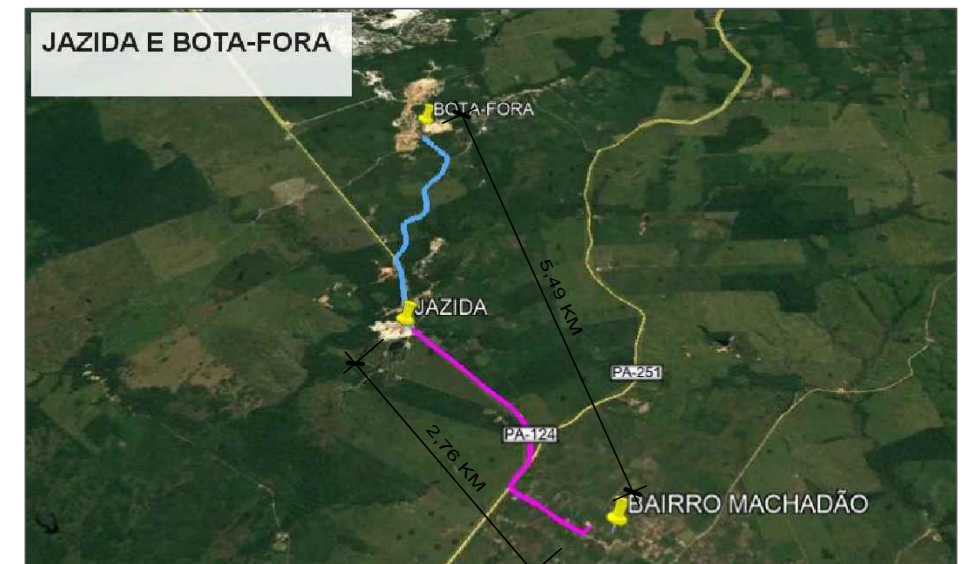 JAZIDA E BOTA-FORA
BOTA-FORA
5,49 KM
JAZIDA
PA-251
PA-124
2,76 KM
BAIRRO MACHADÃO